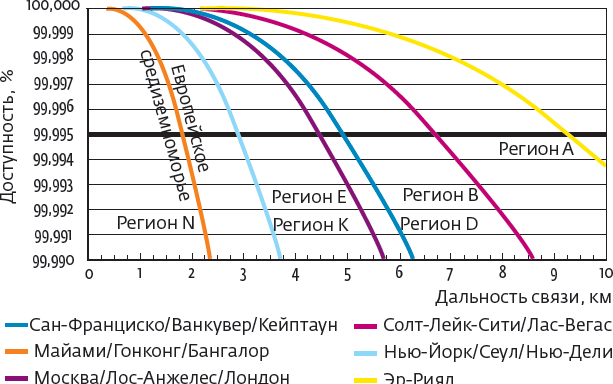 100,000
99,999
99,998
99,997
99,996
99,995
99,994
99,993
99,992
99,991
99,990
Доступность, %
Европейское
средиземноморье
Регион A
Регион E
Регион B
Регион N
Регион K
Регион D
0 1 2 3 4 5 6 7 8 9 10
Дальность связи, км
Сан-Франциско/Ванкувер/Кейптаун
Солт-Лейк-Сити/Лас-Вегас
Майами/Гонконг/Бангалор
Нью-Йорк/Сеул/Нью-Дели
Москва/Лос-Анжелес/Лондон
Эр-Рияд